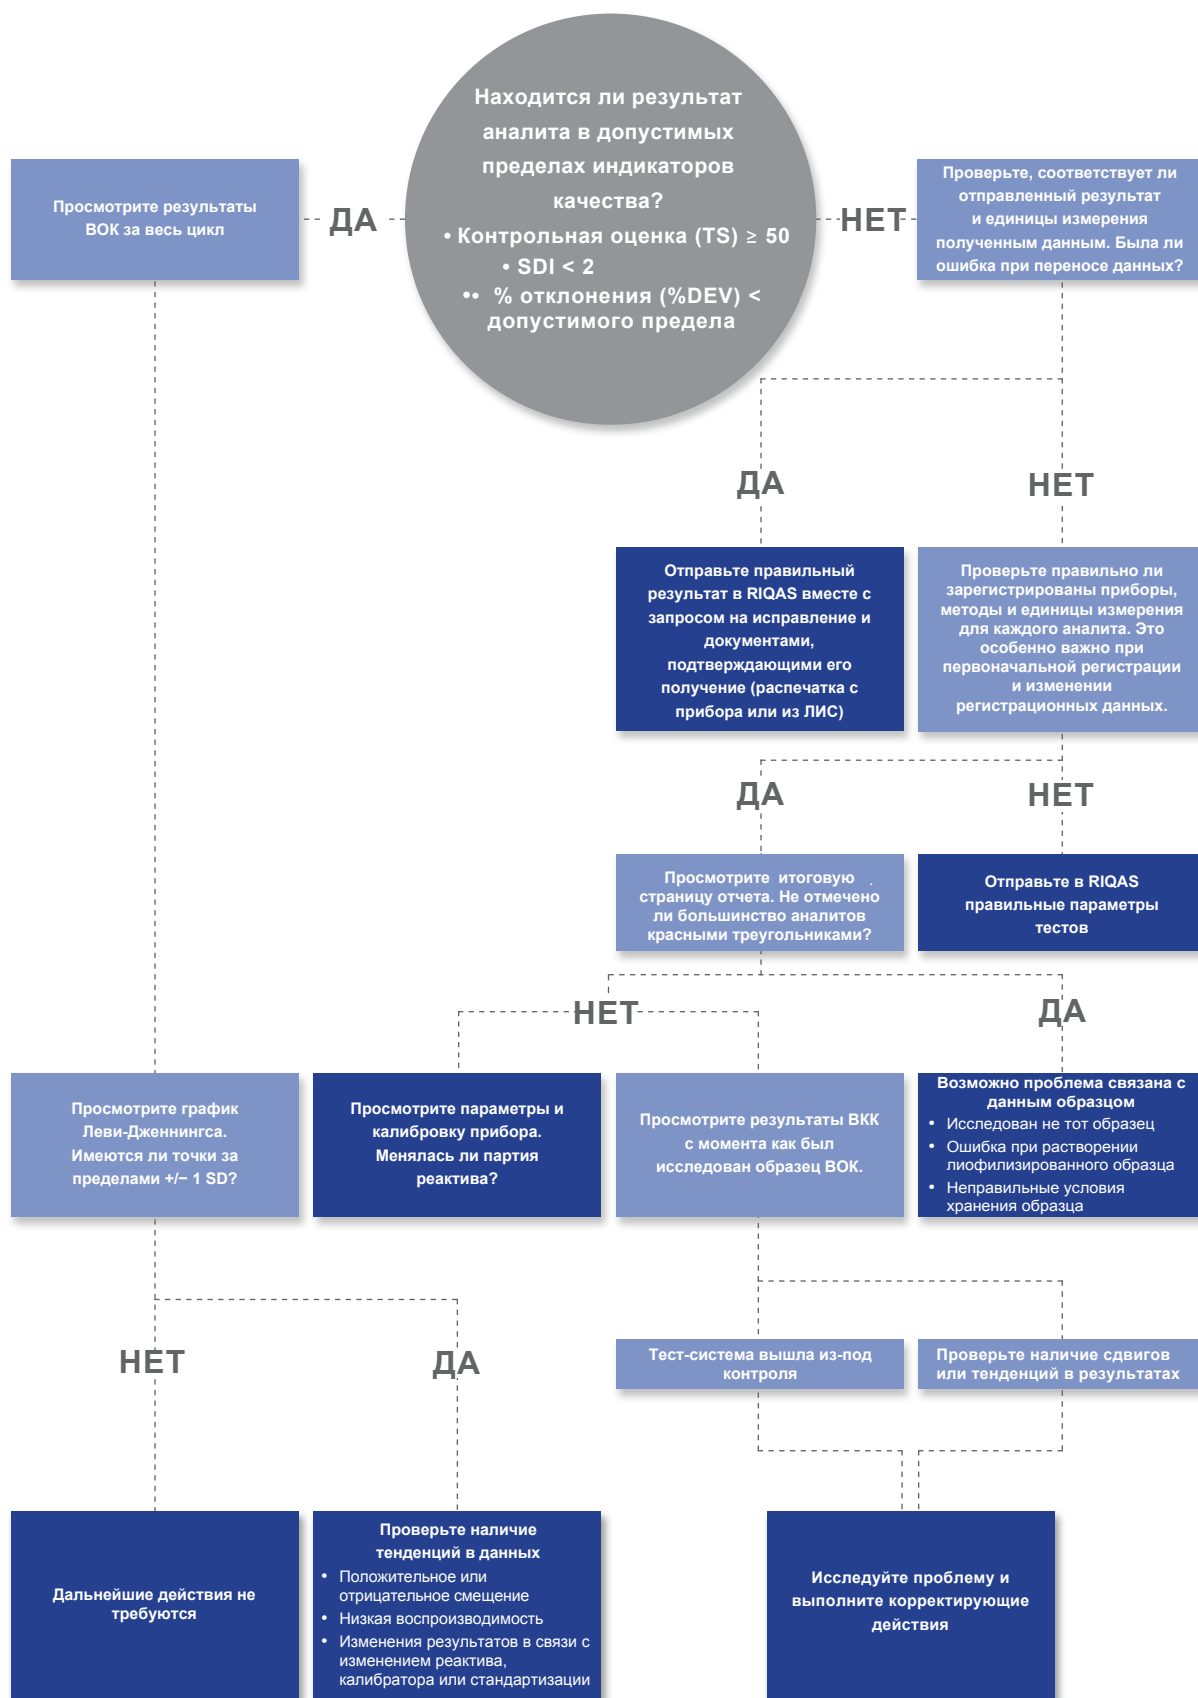 Находится ли результат
аналита в допустимых
пределах индикаторов
качества?
• Контрольная оценка (TS) ≥ 50
• SDI < 2
•• % отклонения (%DEV) <
допустимого предела
Просмотрите результаты
ВОК за весь цикл
ДА
НЕТ
Проверьте, соответствует ли
отправленный результат
и единицы измерения
полученным данным. Была ли
ошибка при переносе данных?
ДА
НЕТ
Отправьте правильный
результат в RIQAS вместе с
запросом на исправление и
документами,
подтверждающими его
получение (распечатка с
прибора или из ЛИС)
Проверьте правильно ли
зарегистрированы приборы,
методы и единицы измерения
для каждого аналита. Это
особенно важно при
первоначальной регистрации
и изменении
регистрационных данных.
ДА
НЕТ
Просмотрите итоговую
страницу отчета. Не отмечено
ли большинство аналитов
красными треугольниками?
Отправьте в RIQAS
правильные параметры
тестов
НЕТ
ДА
Просмотрите график
Леви-Дженнингса.
Имеются ли точки за
пределами +/− 1 SD?
Просмотрите параметры и
калибровку прибора.
Менялась ли партия
реактива?
Просмотрите результаты ВКК
с момента как был
исследован образец ВОК.
Возможно проблема связана с
данным образцом
• Исследован не тот образец
• Ошибка при растворении
лиофилизированного образца
• Неправильные условия
хранения образца
НЕТ
ДА
Тест-система вышла из-под
контроля
Проверьте наличие сдвигов
или тенденций в результатах
Дальнейшие действия не
требуются
Проверьте наличие
тенденций в данных
• Положительное или
отрицательное смещение
• Низкая воспроизводимость
• Изменения результатов в связи с
изменением реактива,
калибратора или стандартизации
Исследуйте проблему и
выполните корректирующие
действия